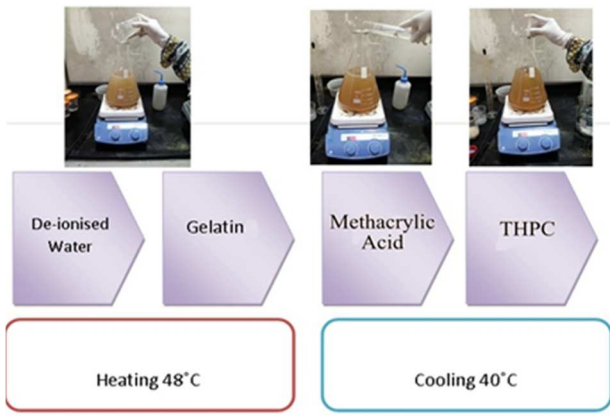 De-ionised
Water
Gelatin
Methacrylic
Acid
THPC
Heating 48˚C
Cooling 40˚C